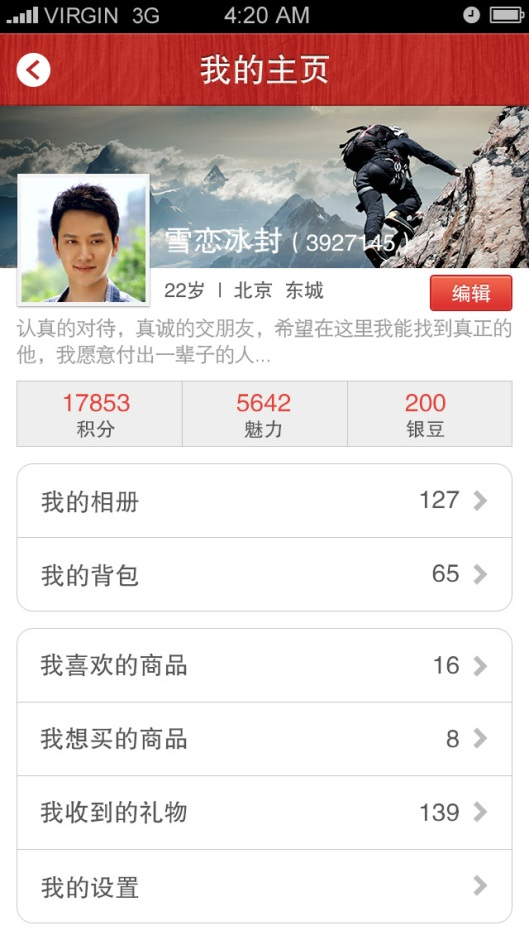 VIRGIN 3G 4:20 AM
我的主页
雪恋冰封 ( 3927145 )
22岁 | 北京 东城
编辑
认真的对待，真诚的交朋友，希望在这里我能找到真正的
他，我愿意付出一辈子的人...
17853 5642 200
积分 魅力 银豆
我的相册 127
我的背包 65
我喜欢的商品 16
我想买的商品 8
我收到的礼物 139
我的设置